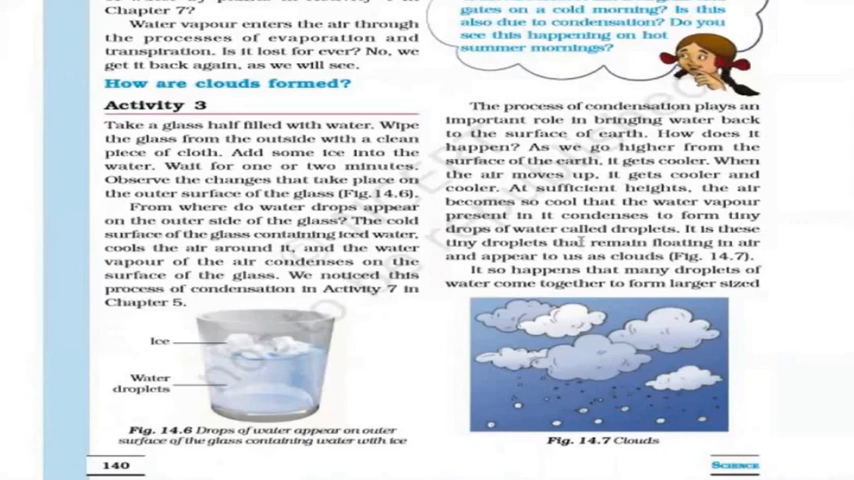 Chapter 7?
Water vapour enters the air through
the processes of evaporation and
transpiration. Is it lost for ever? No, we
get it back again, as we will see.
How are clouds formed?
Activity 3
Take a glass half filled with water. Wipe
the glass from the outside with a clean
piece of cloth. Add some ice into the
water. Wait for one or two minutes.
Observe the changes that take place on
the outer surface of the glass (Fig.14.6).
From where do water drops appear
on the outer side of the glass? The cold
surface of the glass containing iced water,
cools the air around it, and the water
vapour of the air condenses on the
surface of the glass. We noticed this
process of condensation in Activity 7 in
Chapter 5.
Ice
Water
droplets
Fig. 14.6 Drops of water appear on outer
surface of the glass containing water with ice
140
gates on a cold morning? Is this
also due to condensation? Do you
see this happening on hot
summer mornings?
The process of condensation plays an
important role in bringing water back
to the surface of earth. How does it
happen? As we go higher from the
surface of the earth, it gets cooler. When
the air moves up, it gets cooler and
cooler. At sufficient heights, the air
becomes so cool that the water vapour
present in it condenses to form tiny
drops of water called droplets. It is these
tiny droplets that remain floating in air
and appear to us as clouds (Fig. 14.7).
It so happens that many droplets of
water come together to form larger sized
Fig. 14.7 Clouds
SCIENCE